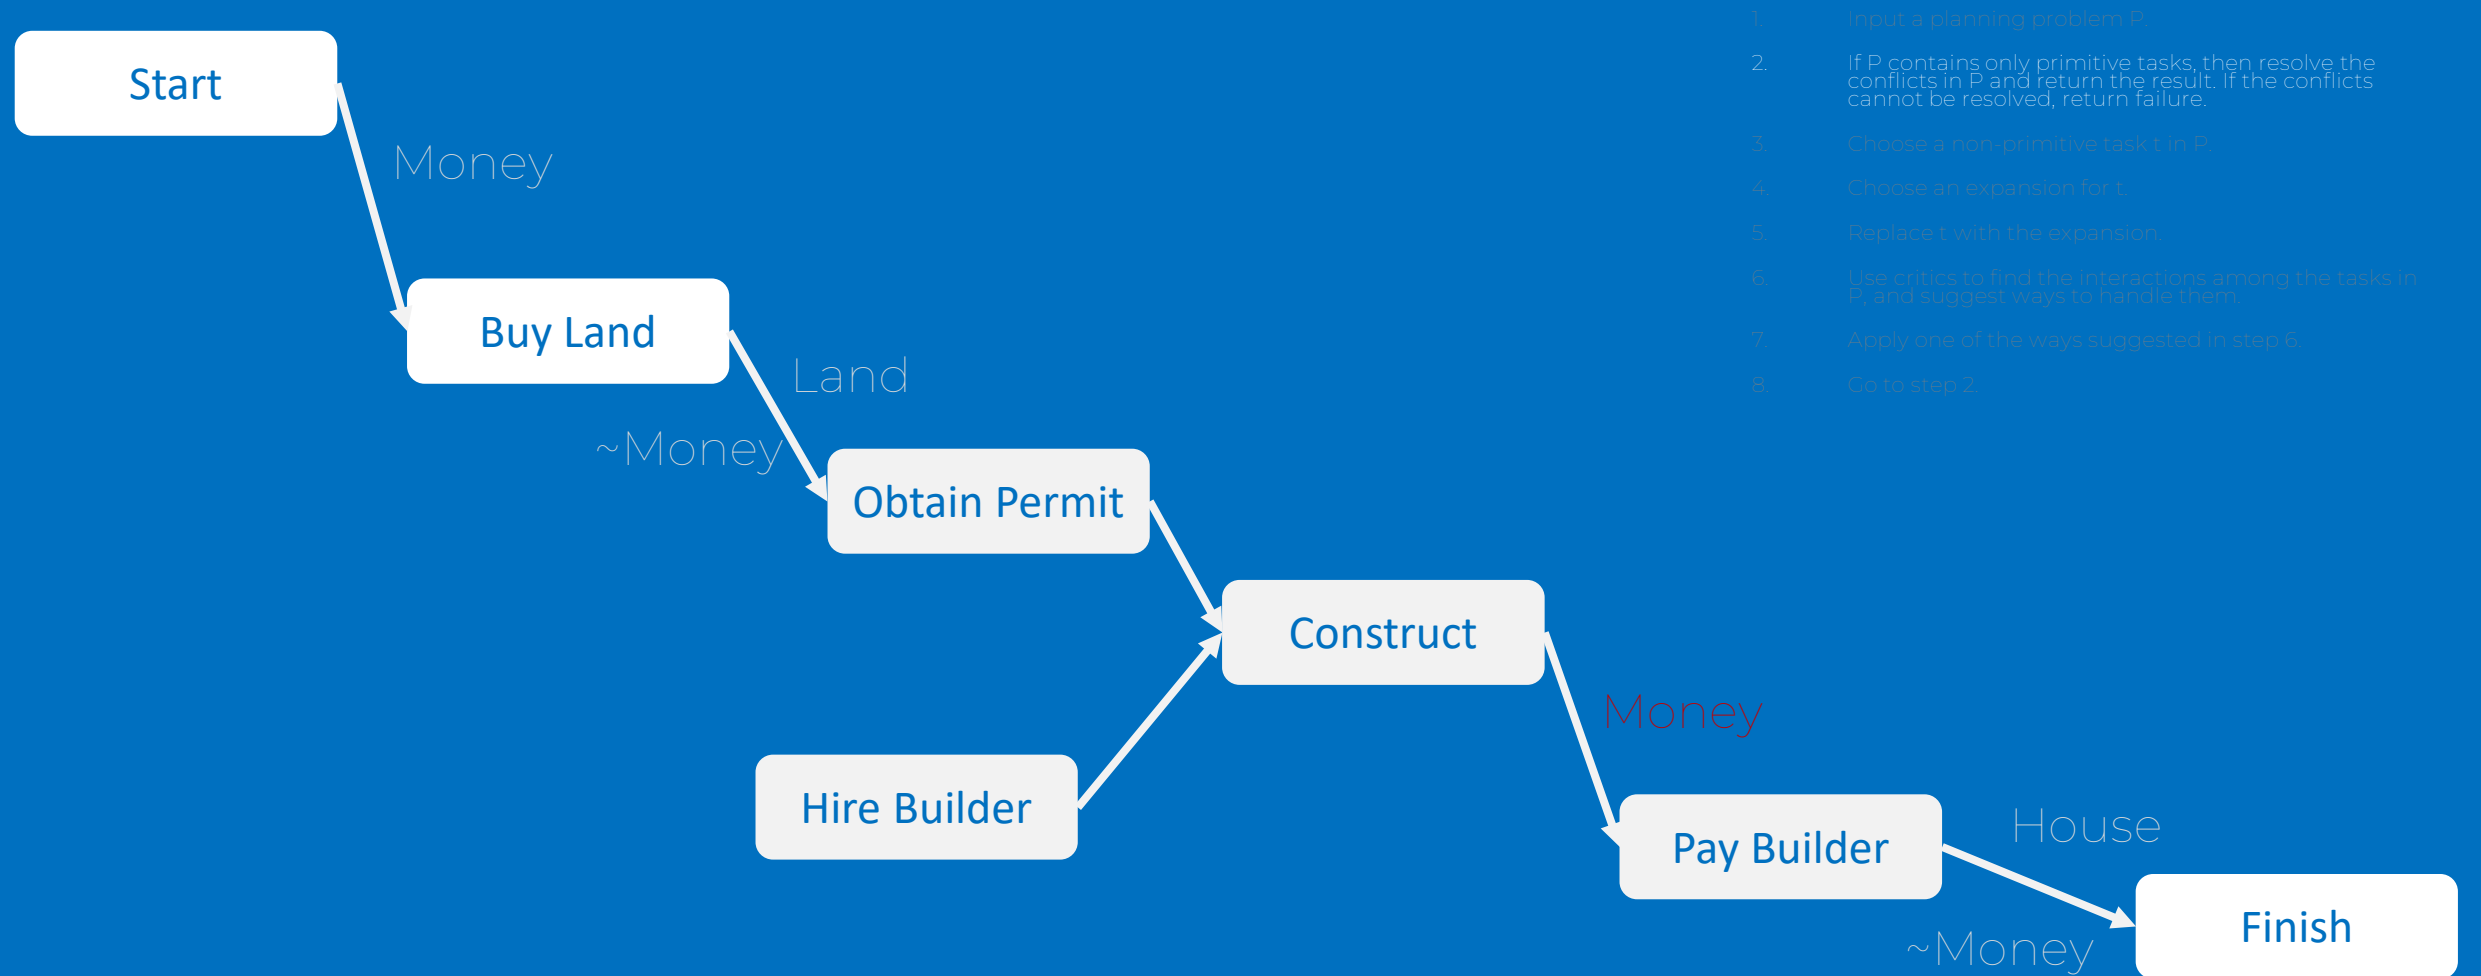 Start
Money
Buy Land
Land
~Money
Obtain Permit
Construct
Money
Hire Builder
Pay Builder
House
Finish
~Money
1. Input a planning problem P.
2. If P contains only primitive tasks, then resolve the
conflicts in P and return the result. If the conflicts
cannot be resolved, return failure.
3. Choose a non-primitive task t in P.
4. Choose an expansion for t.
5. Replace t with the expansion.
6. Use critics to find the interactions among the tasks in
P, and suggest ways to handle them.
7. Apply one of the ways suggested in step 6.
8. Go to step 2.